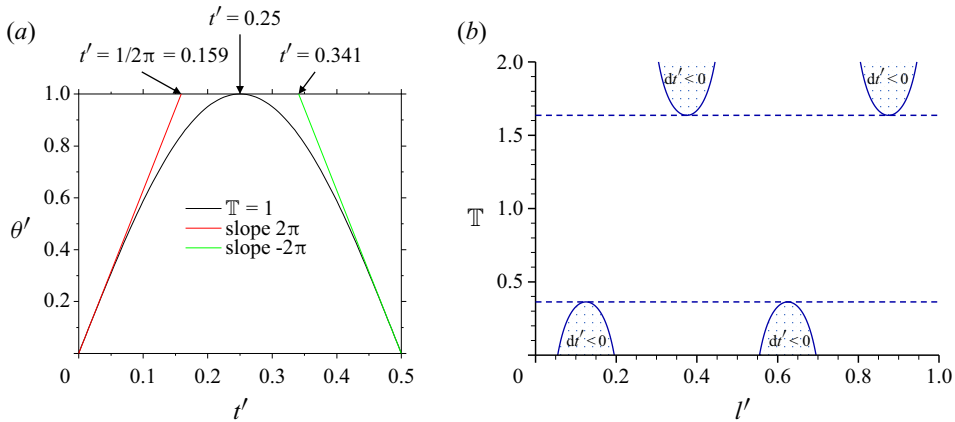 (a)
t′ = 0.25
t′ = 1/2π = 0.159
t′ = 0.341
1.0
0.8
0.6
0.4
0.2
0
0.1
0.2
0.3
0.4
0.5
θ′
t′
𝕋 = 1
slope 2π
slope -2π
(b)
2.0
1.5
1.0
0.5
0
0.2
0.4
0.6
0.8
1.0
𝕋
l′
dt′ < 0
dt′ < 0
dt′ < 0
dt′ < 0